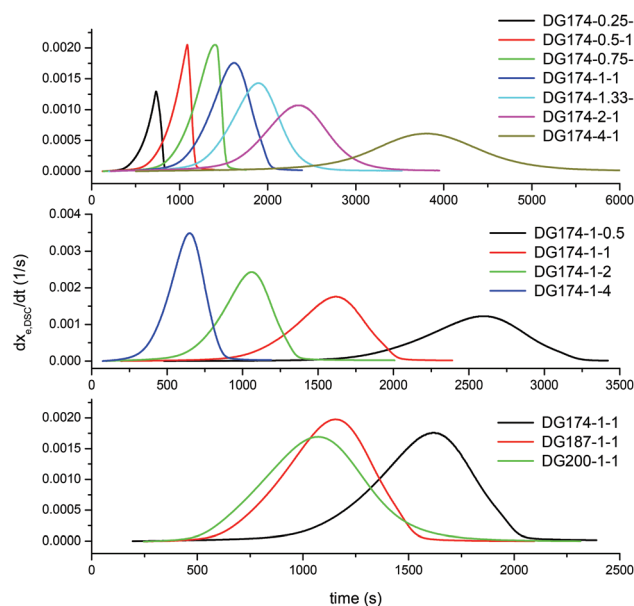 DG174-0.25-
DG174-0.5-1
DG174-0.75-
DG174-1-1
DG174-1.33-
DG174-2-1
DG174-4-1
0.0020
0.0015
0.0010
0.0005
0.0000
0 1000 2000 3000 4000 5000 6000
dx_e,DSC/dt (1/s)
DG174-1-0.5
DG174-1-1
DG174-1-2
DG174-1-4
0.004
0.003
0.002
0.001
0.000
0 500 1000 1500 2000 2500 3000 3500
DG174-1-1
DG187-1-1
DG200-1-1
0.0020
0.0015
0.0010
0.0005
0.0000
0 500 1000 1500 2000 2500
time (s)